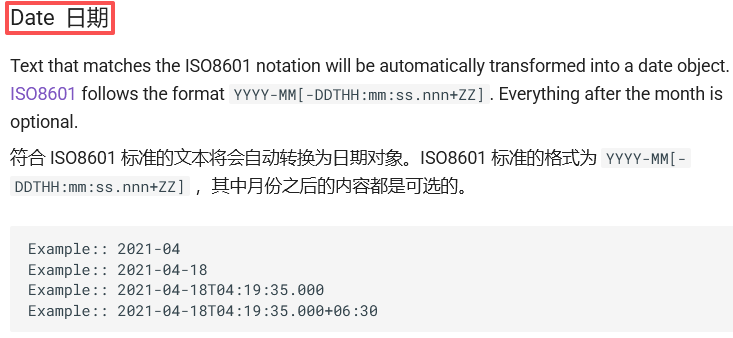 Date 日期
Text that matches the ISO8601 notation will be automatically transformed into a date object.
ISO8601 follows the format YYYY-MM[-DDTHH:mm:ss.nnn+ZZ] . Everything after the month is
optional.
符合 ISO8601 标准的文本将会自动转换为日期对象。ISO8601 标准的格式为 YYYY-MM[-
DDTHH:mm:ss.nnn+ZZ] ，其中月份之后的内容都是可选的。
Example:: 2021-04
Example:: 2021-04-18
Example:: 2021-04-18T04:19:35.000
Example:: 2021-04-18T04:19:35.000+06:30